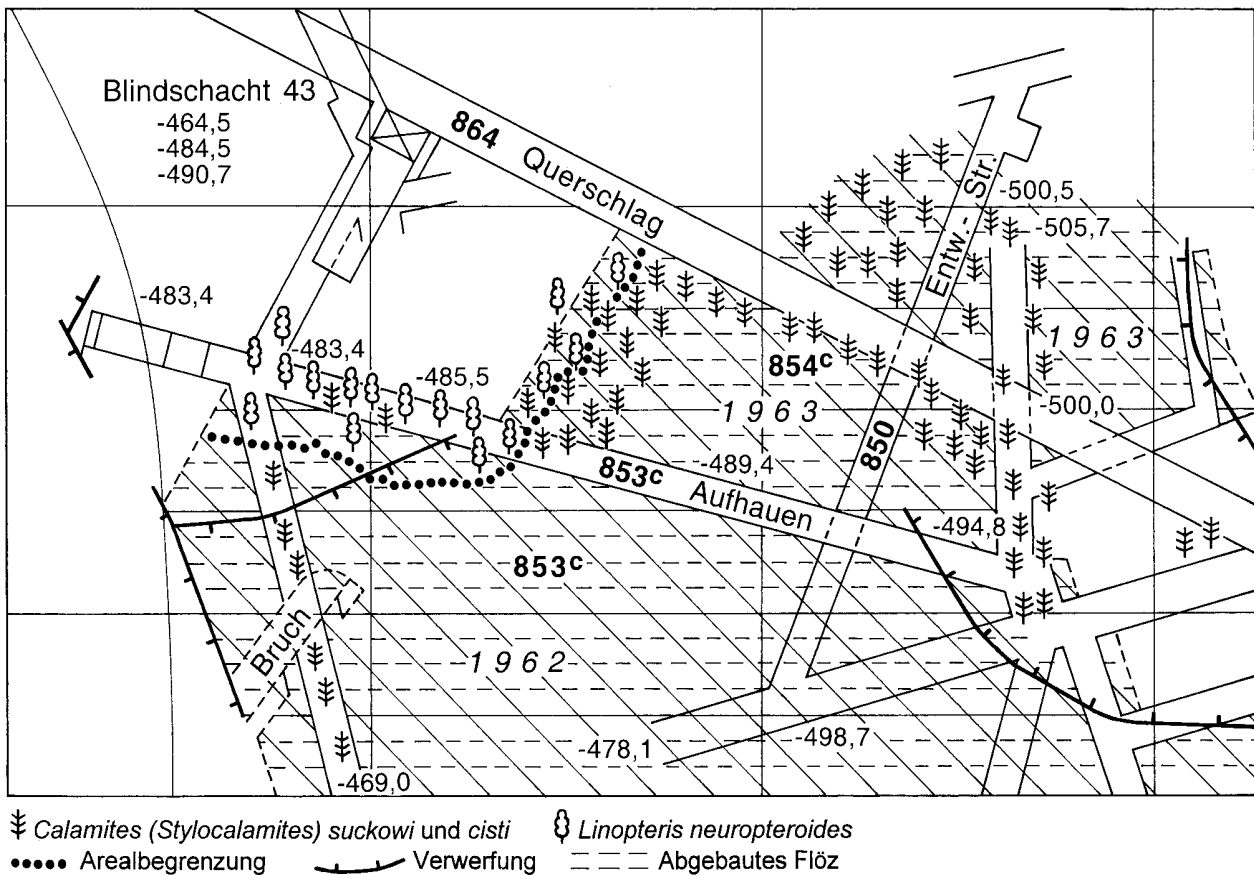 Blindschacht 43
-464,5
-484,5
-490,7
864 Querschlag
Entw.- Str.
-500,5
-505,7
-483,4
-483,4
-485,5
854c
1963
1963
-500,0
850
853c Aufhauen
-489,4
-494,8
853c
Bruch
1962
-478,1
-498,7
-469,0
Calamites (Stylocalamites) suckowi und cisti Linopteris neuropteroides
Arealbegrenzung Verwerfung Abgebautes Flöz